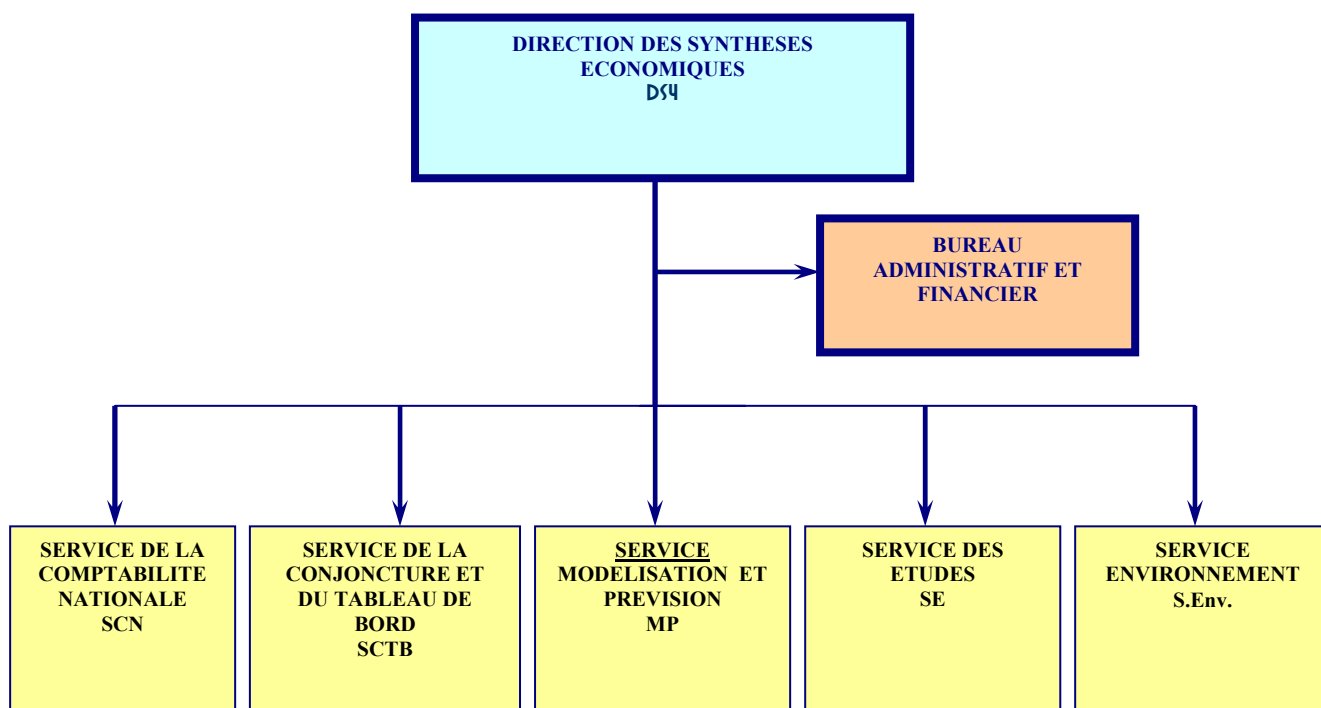 DIRECTION DES SYNTHESES
ECONOMIQUES
DSY
BUREAU
ADMINISTRATIF ET
FINANCIER
SERVICE DE LA
COMPTABILITE
NATIONALE
SCN
SERVICE DE LA
CONJONCTURE ET
DU TABLEAU DE
BORD
SCTB
SERVICE
MODELISATION ET
PREVISION
MP
SERVICE DES
ETUDES
SE
SERVICE
ENVIRONNEMENT
S.Env.